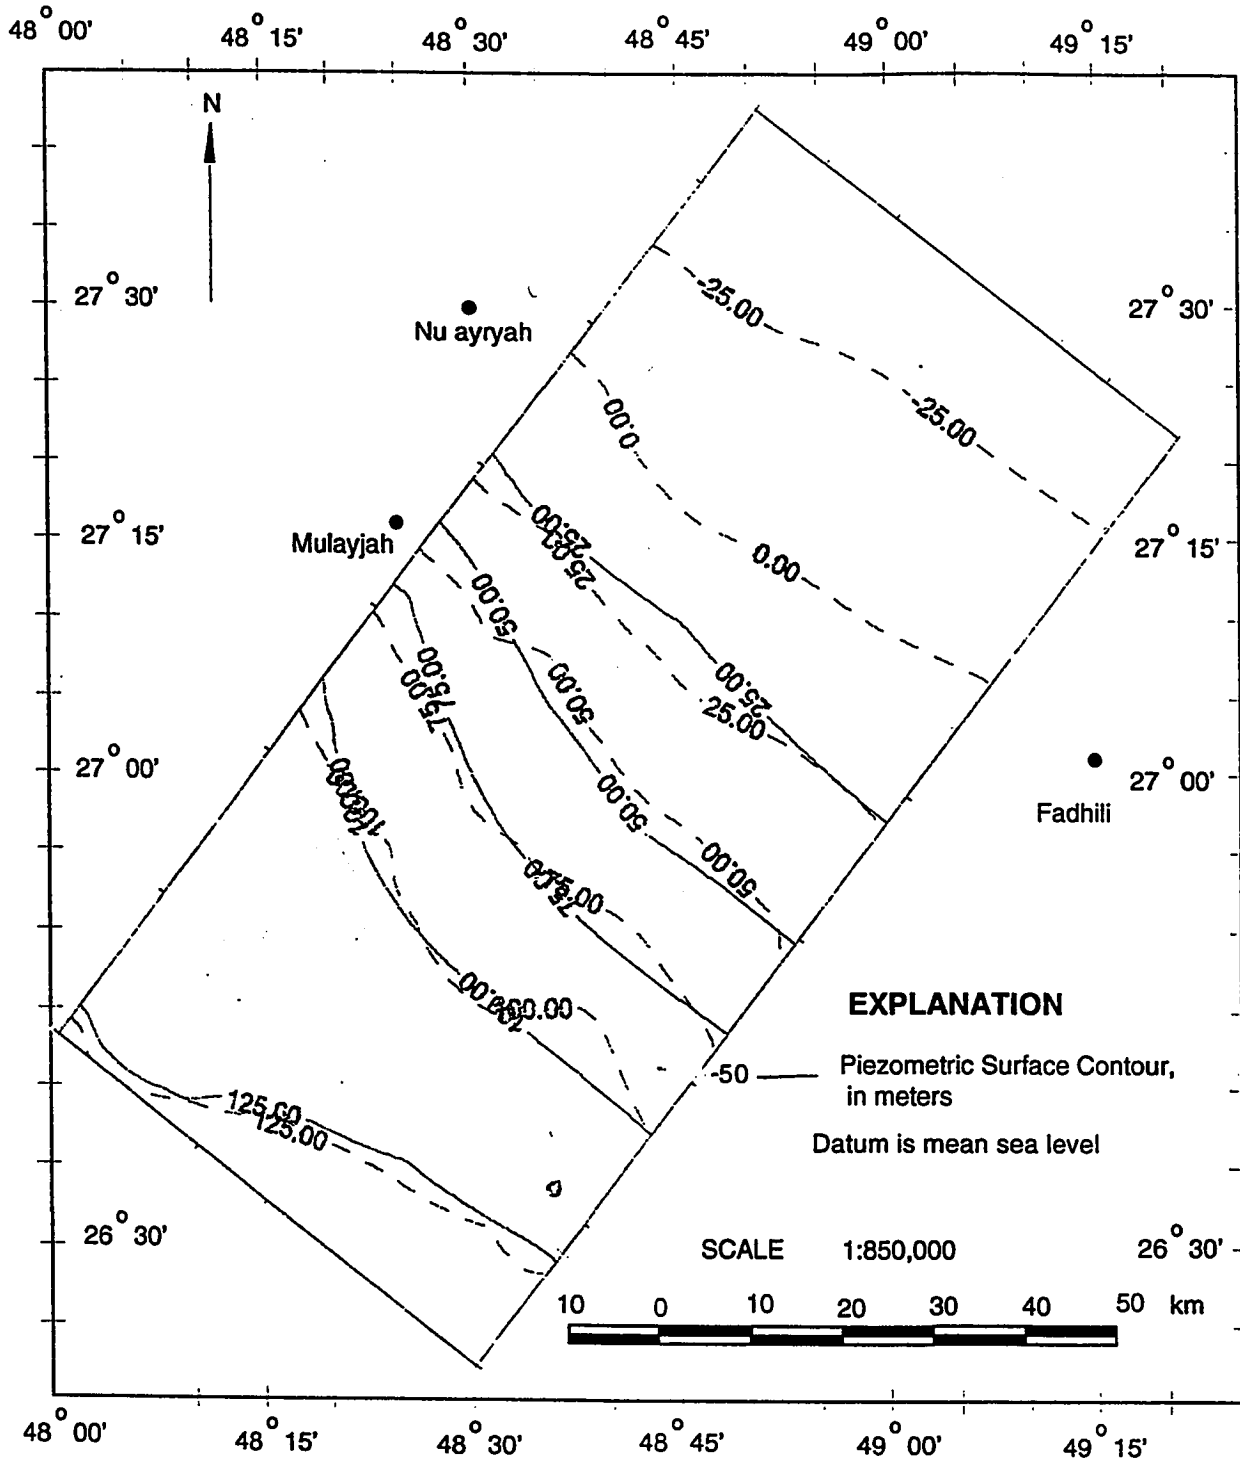 48° 00' 48° 15' 48° 30' 48° 45' 49° 00' 49° 15'
N
-25.00
27° 30' 27° 30'
Nu ayryah
-25.00
0.00
25.00
27° 15' 25.00 27° 15'
Mulayjah
0.00
50.00
75.00 50.00 25.00
75.00 25.00
27° 00' 27° 00'
100.00 50.00 Fadhili
100.00
50.00
75.00
75.00
100.00 100.00
EXPLANATION
-50 Piezometric Surface Contour,
in meters
125.00
125.00 Datum is mean sea level
26° 30' SCALE 1:850,000 26° 30'
10 0 10 20 30 40 50 km
48° 00' 48° 15' 48° 30' 48° 45' 49° 00' 49° 15'